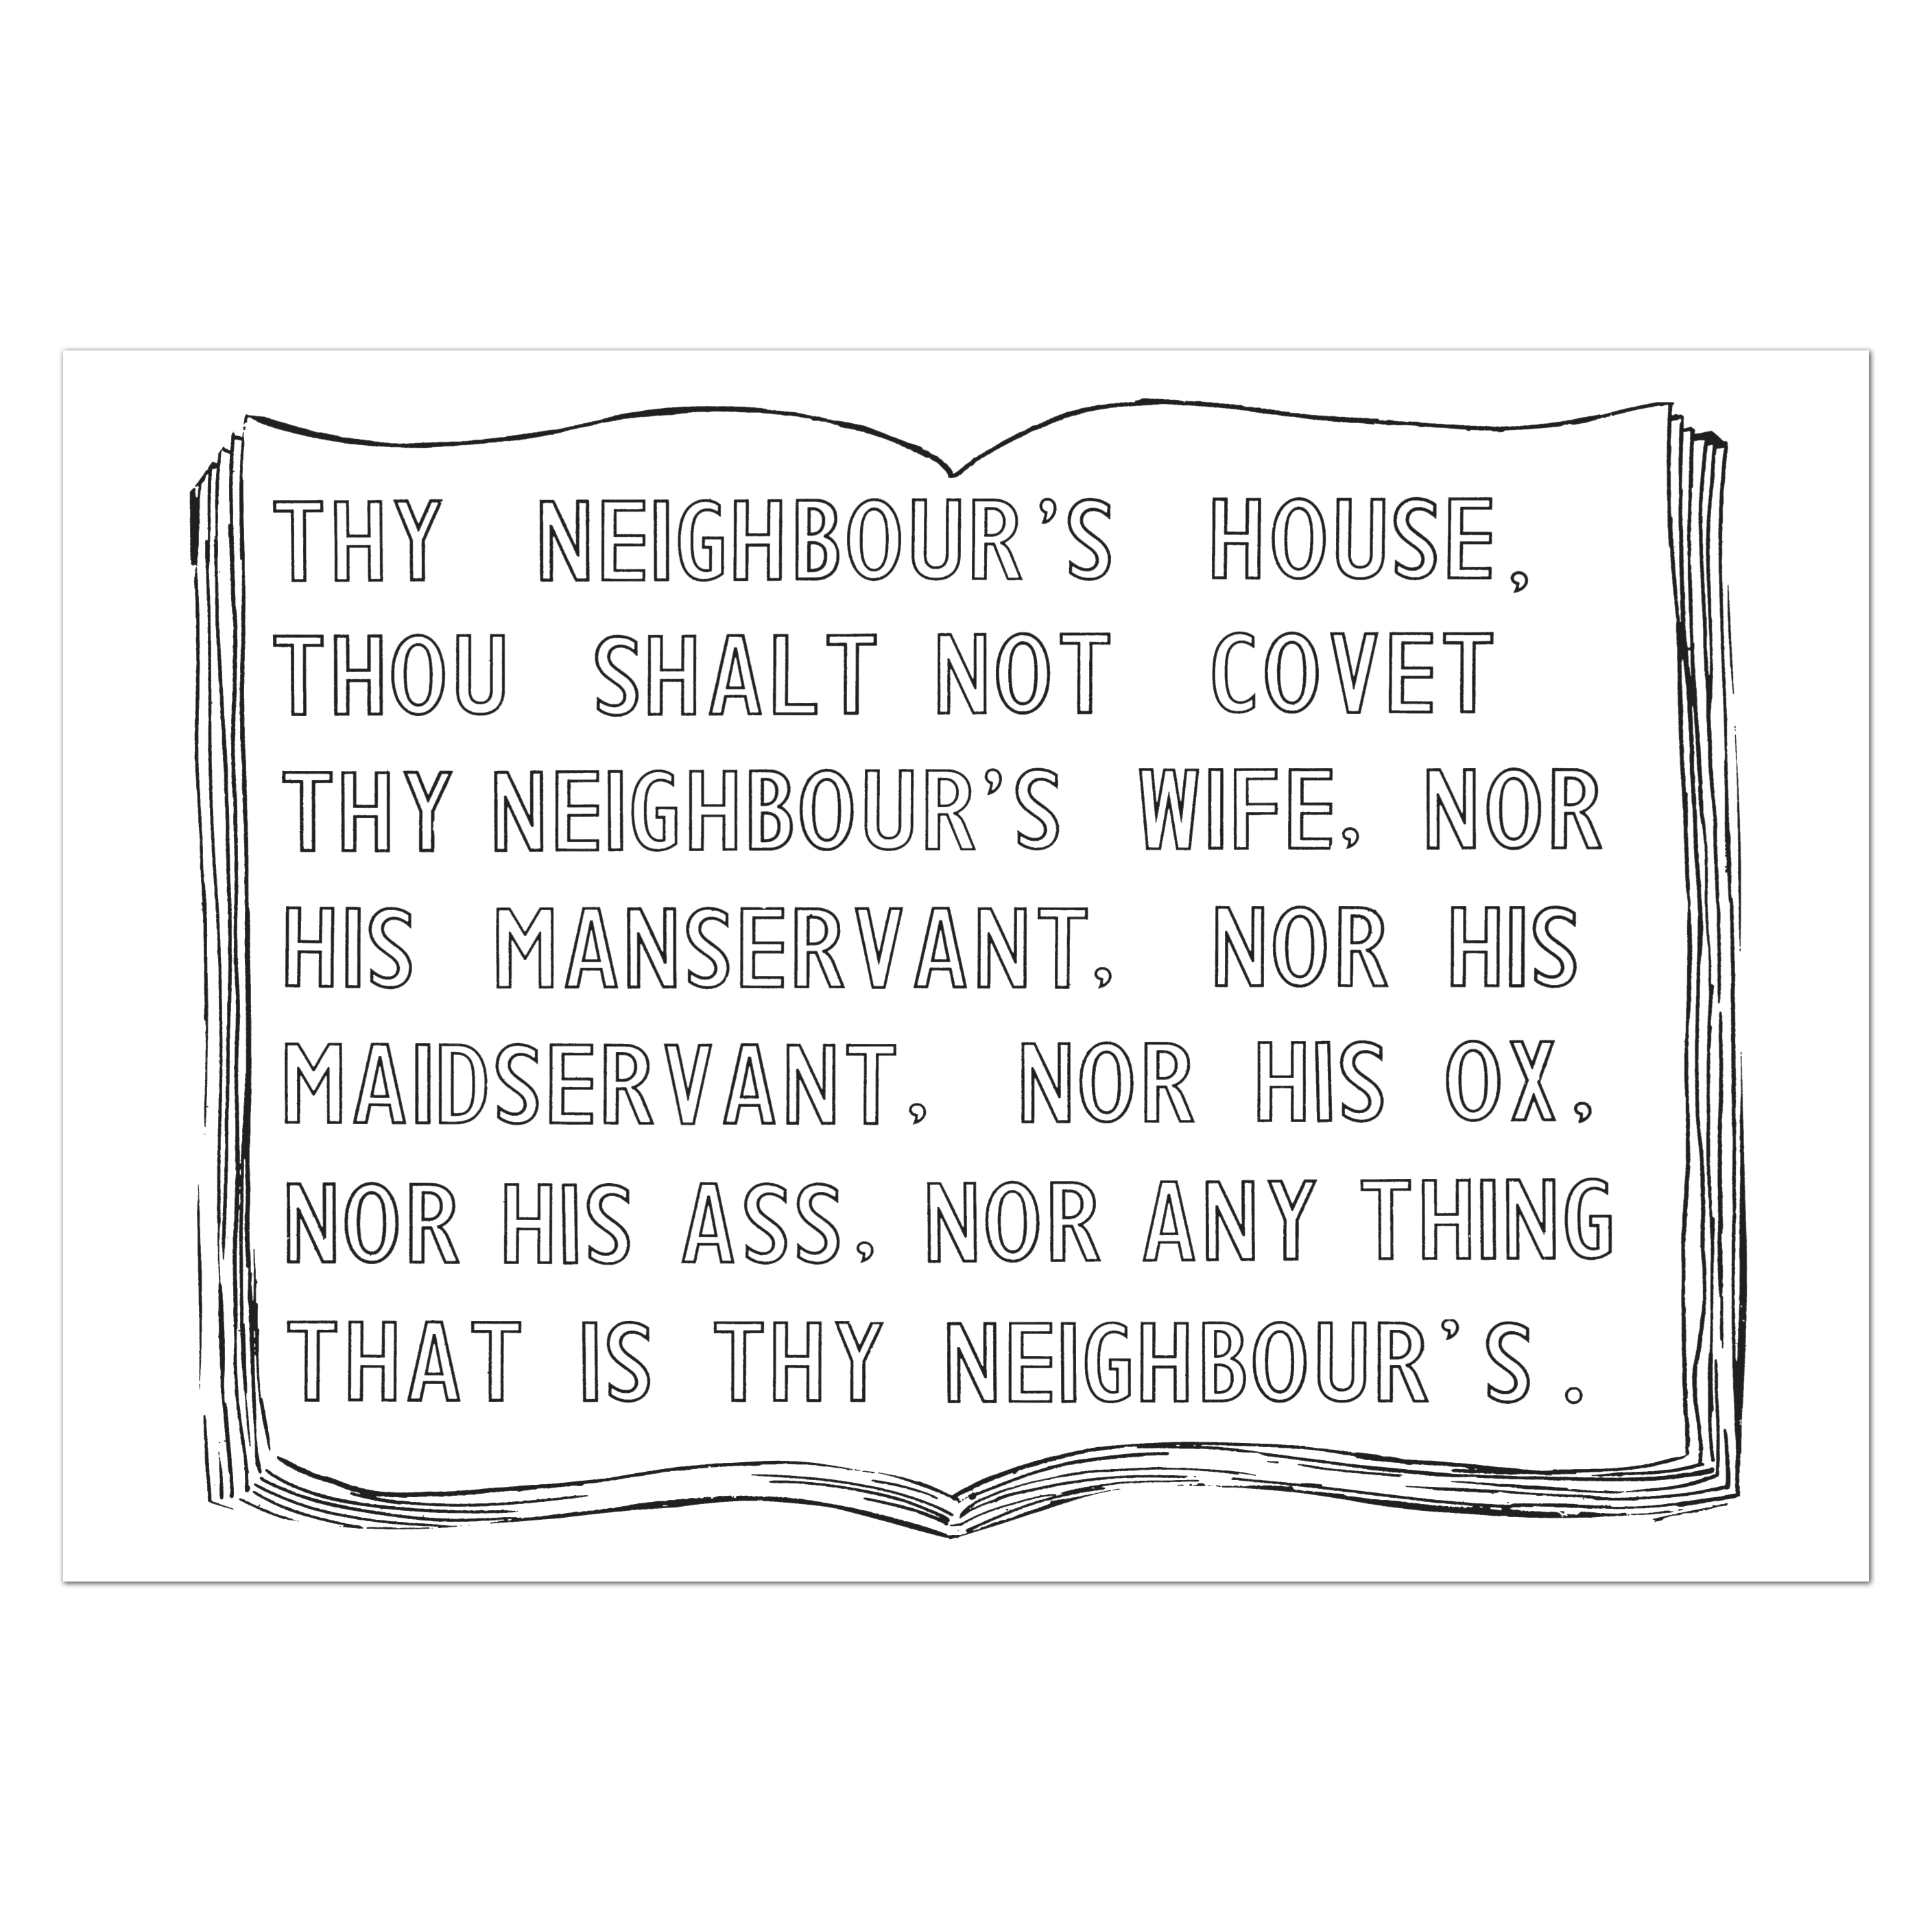 THY NEIGHBOUR'S HOUSE,
THOU SHALT NOT COVET
THY NEIGHBOUR'S WIFE, NOR
HIS MANSERVANT, NOR HIS
MAIDSERVANT, NOR HIS OX,
NOR HIS ASS, NOR ANY THING
THAT IS THY NEIGHBOUR'S.